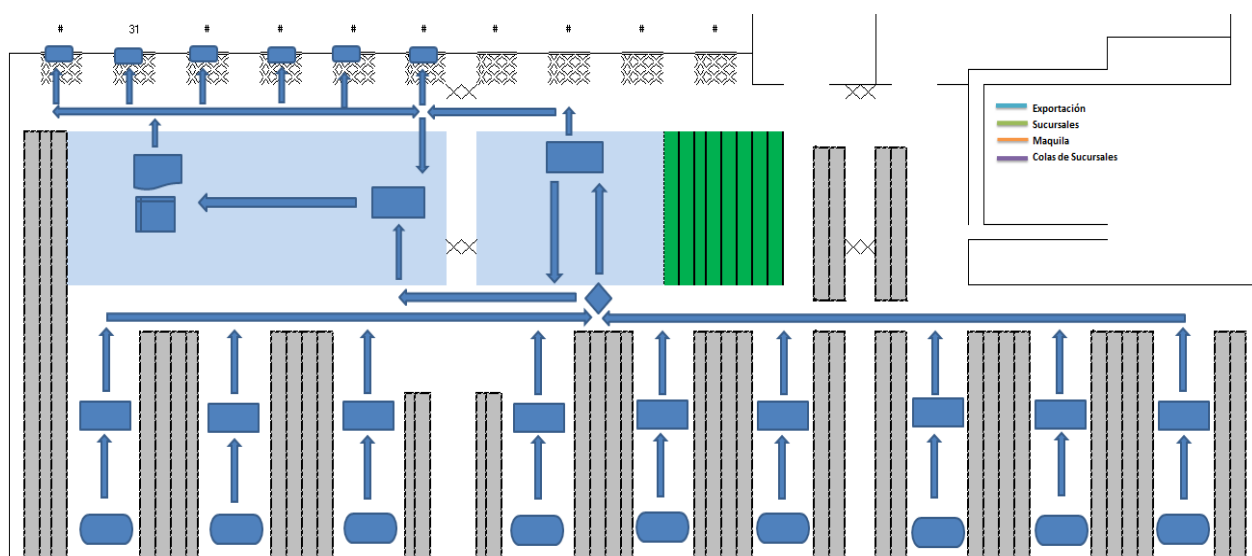 # 31 # # # # # # # #
Exportación
Sucursales
Maquila
Colas de Sucursales